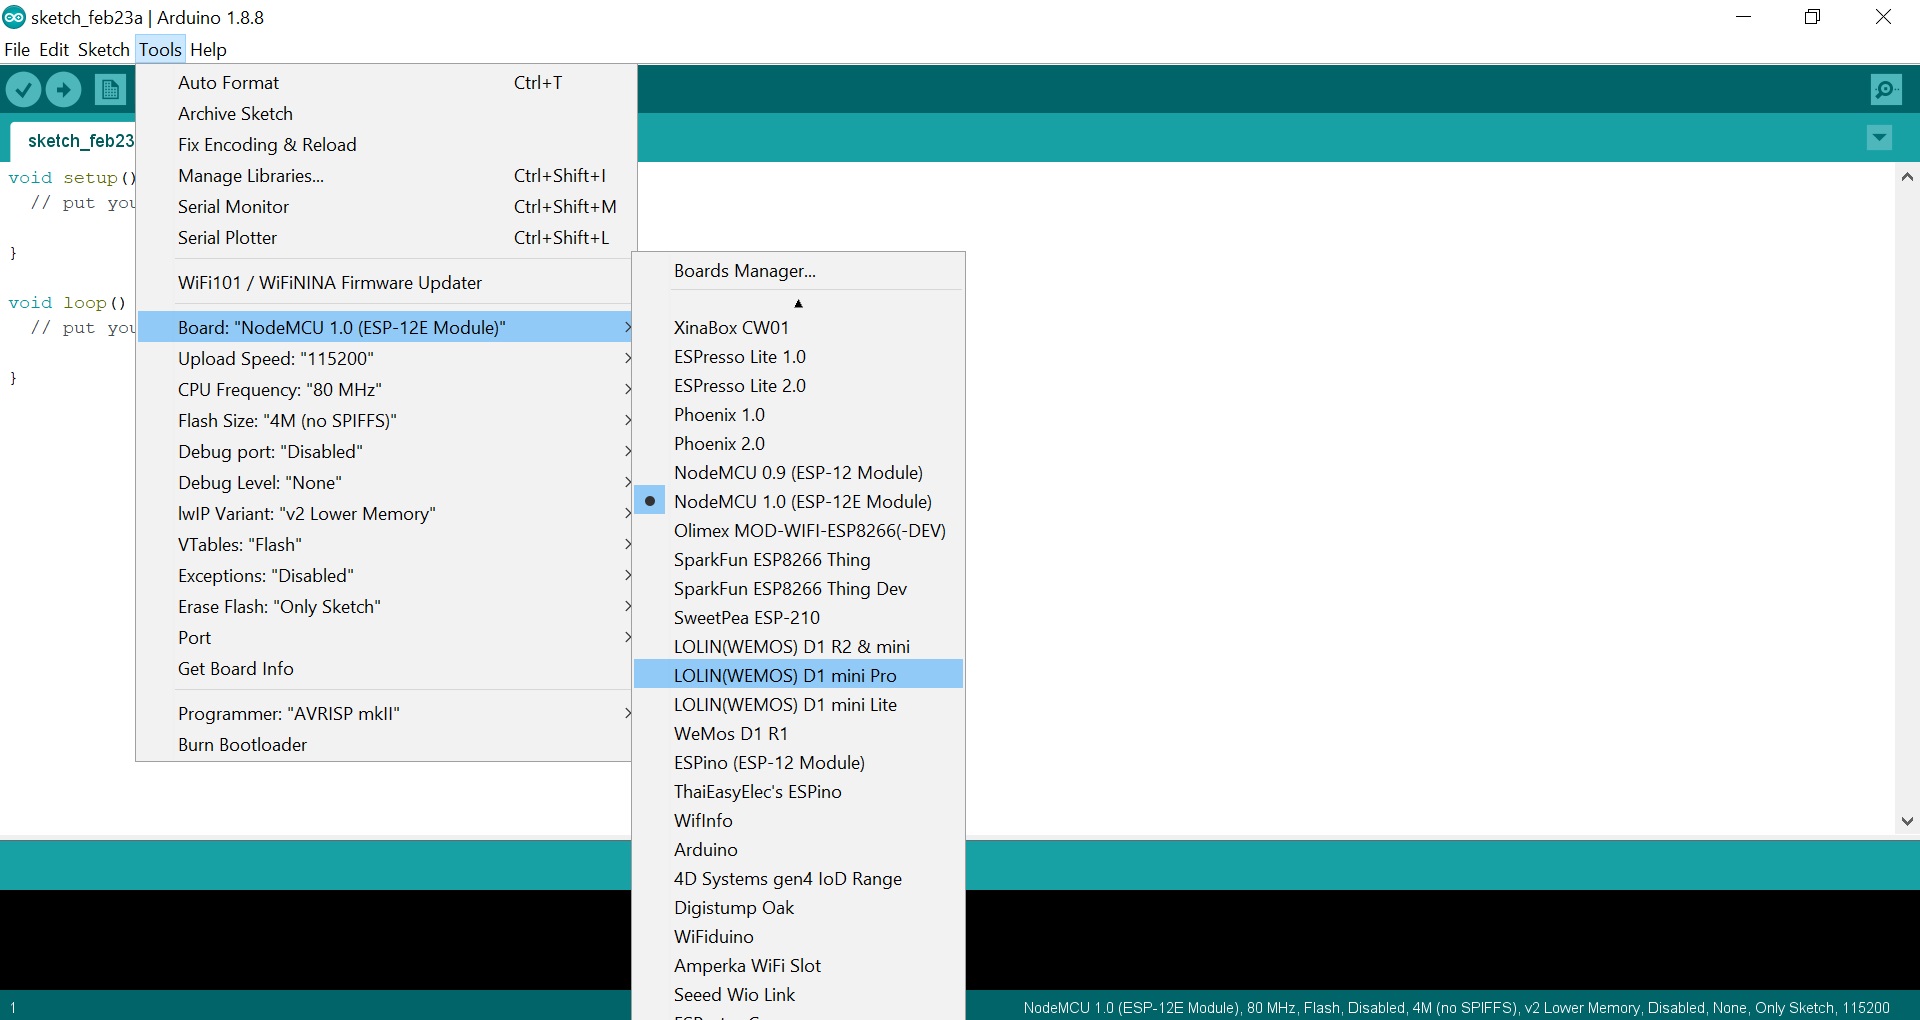 sketch_feb23a | Arduino 1.8.8
File Edit Sketch Tools Help
sketch_feb23
void setup()
// put you
}
void loop()
// put you
}
Auto Format Ctrl+T
Archive Sketch
Fix Encoding & Reload
Manage Libraries... Ctrl+Shift+I
Serial Monitor Ctrl+Shift+M
Serial Plotter Ctrl+Shift+L
WiFi101 / WiFiNINA Firmware Updater
Board: "NodeMCU 1.0 (ESP-12E Module)"
Upload Speed: "115200"
CPU Frequency: "80 MHz"
Flash Size: "4M (no SPIFFS)"
Debug port: "Disabled"
Debug Level: "None"
lwIP Variant: "v2 Lower Memory"
VTables: "Flash"
Exceptions: "Disabled"
Erase Flash: "Only Sketch"
Port
Get Board Info
Programmer: "AVRISP mkII"
Burn Bootloader
Boards Manager...
XinaBox CW01
ESPresso Lite 1.0
ESPresso Lite 2.0
Phoenix 1.0
Phoenix 2.0
NodeMCU 0.9 (ESP-12 Module)
NodeMCU 1.0 (ESP-12E Module)
Olimex MOD-WIFI-ESP8266(-DEV)
SparkFun ESP8266 Thing
SparkFun ESP8266 Thing Dev
SweetPea ESP-210
LOLIN(WEMOS) D1 R2 & mini
LOLIN(WEMOS) D1 mini Pro
LOLIN(WEMOS) D1 mini Lite
WeMos D1 R1
ESPino (ESP-12 Module)
ThaiEasyElec's ESPino
WifInfo
Arduino
4D Systems gen4 IoD Range
Digistump Oak
WiFiduino
Amperka WiFi Slot
Seeed Wio Link
1
NodeMCU 1.0 (ESP-12E Module), 80 MHz, Flash, Disabled, 4M (no SPIFFS), v2 Lower Memory, Disabled, None, Only Sketch, 115200